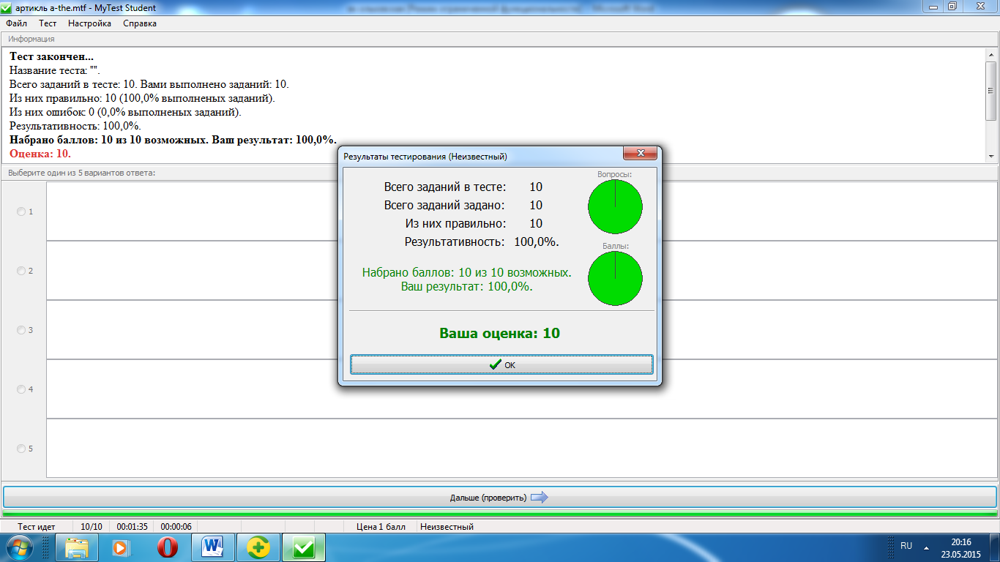 артикль a-the.mtf - MyTest Student
Файл Тест Настройка Справка
Информация
Тест закончен...
Название теста: "".
Всего заданий в тесте: 10. Вами выполнено заданий: 10.
Из них правильно: 10 (100,0% выполненых заданий).
Из них ошибок: 0 (0,0% выполненых заданий).
Результативность: 100,0%.
Набрано баллов: 10 из 10 возможных. Ваш результат: 100,0%.
Оценка: 10.
Выберите один из 5 вариантов ответа:
1
2
3
4
5
Результаты тестирования (Неизвестный)
Всего заданий в тесте: 10
Всего заданий задано: 10
Из них правильно: 10
Результативность: 100,0%.
Вопросы:
Баллы:
Набрано баллов: 10 из 10 возможных.
Ваш результат: 100,0%.
Ваша оценка: 10
ОК
Дальше (проверить)
Тест идет 10/10 00:01:35 00:00:06 Цена 1 балл Неизвестный
RU 20:16
23.05.2015